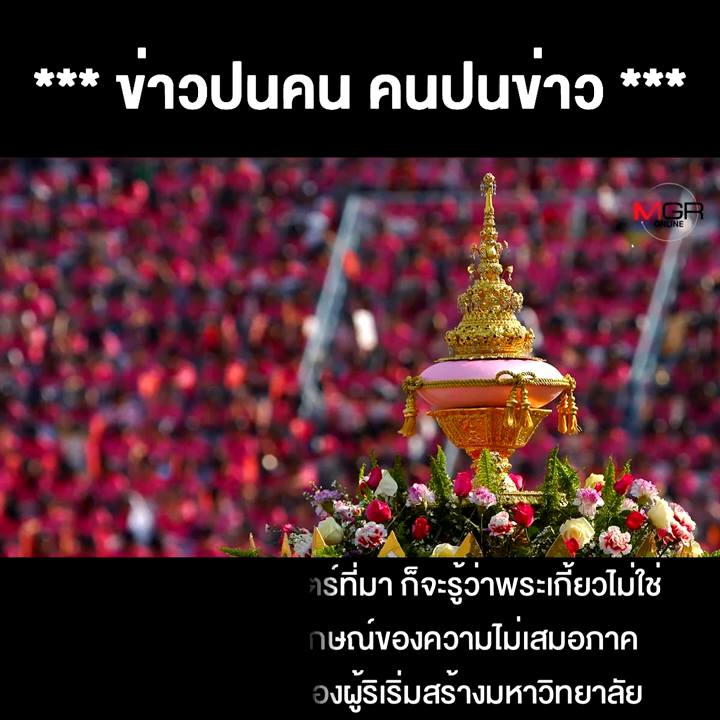 *** ข่าวปนคน คนปนข่าว ***
MGR
ONLINE
ที่มา ก็จะรู้ว่าพระเกี้ยวไม่ใช่
ของความไม่เสมอภาค
ผู้ริเริ่มสร้างมหาวิทยาลัย